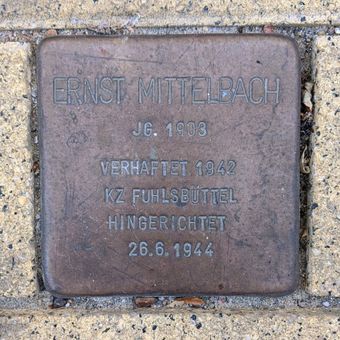 ERNST MITTELBACH
JG. 1903
VERHAFTET 1942
KZ FUHLSBÜTTEL
HINGERICHTET
26.6.1944